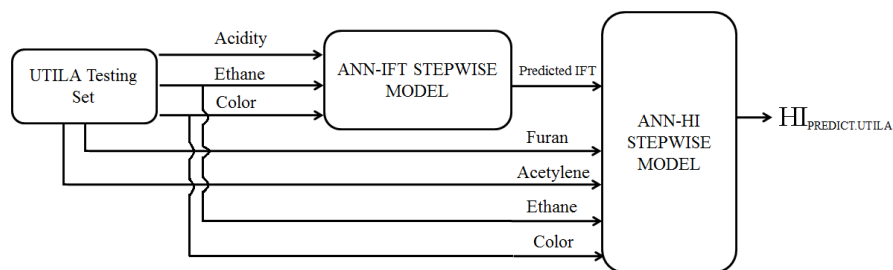 Acidity
UTILA Testing
Set
Ethane
Color
ANN-IFT STEPWISE
MODEL
Predicted IFT
ANN-HI
STEPWISE
MODEL
HIPREDICT.UTILA
Furan
Acetylene
Ethane
Color